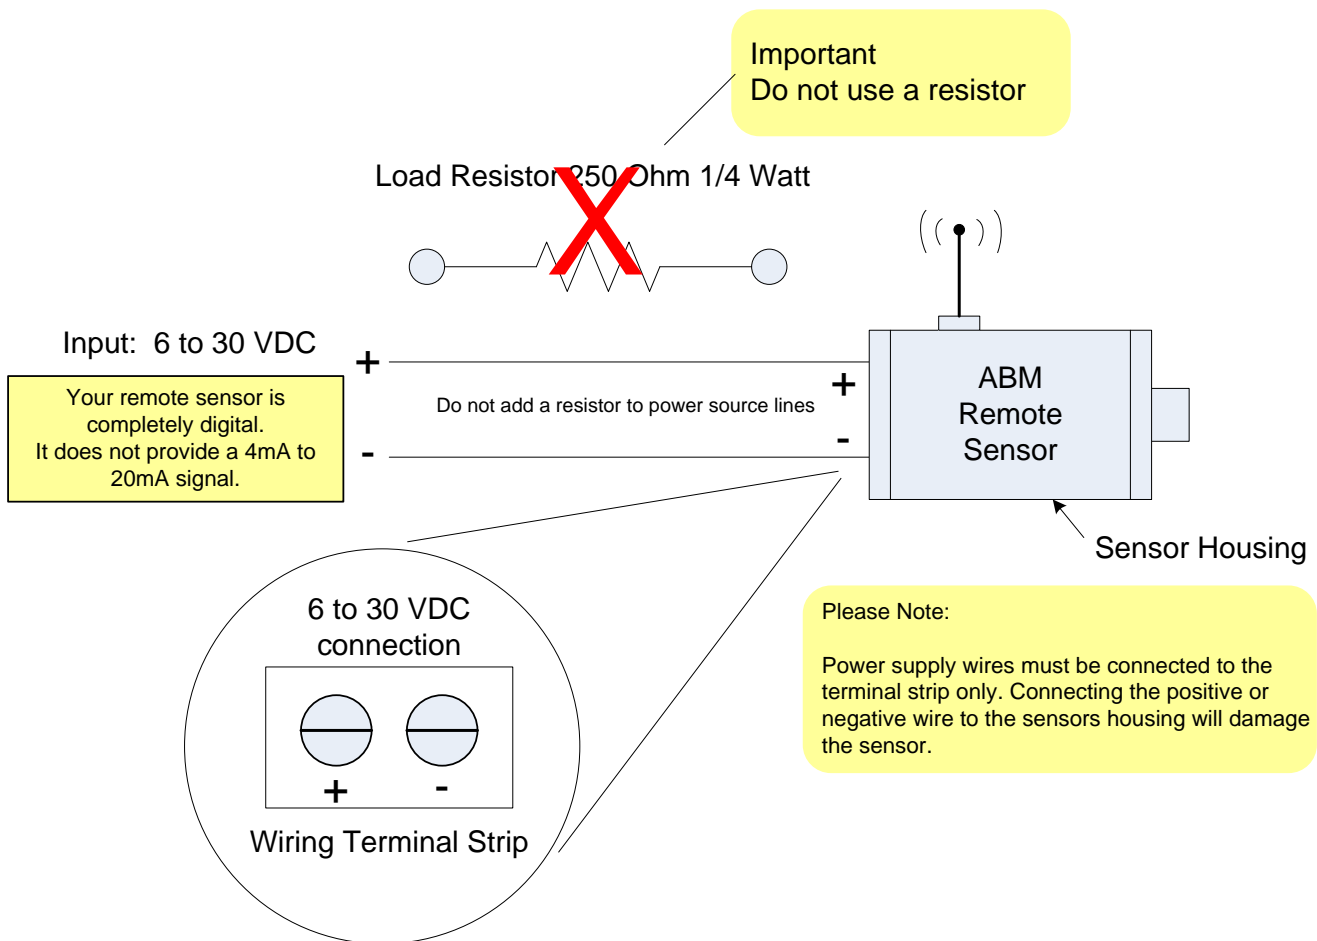 Important
Do not use a resistor
Load Resistor 250 Ohm 1/4 Watt
Input: 6 to 30 VDC
+
+
Your remote sensor is
completely digital.
It does not provide a 4mA to
20mA signal.
Do not add a resistor to power source lines
-
-
ABM
Remote
Sensor
Sensor Housing
6 to 30 VDC
connection
+ -
Wiring Terminal Strip
Please Note:
Power supply wires must be connected to the
terminal strip only. Connecting the positive or
negative wire to the sensors housing will damage
the sensor.